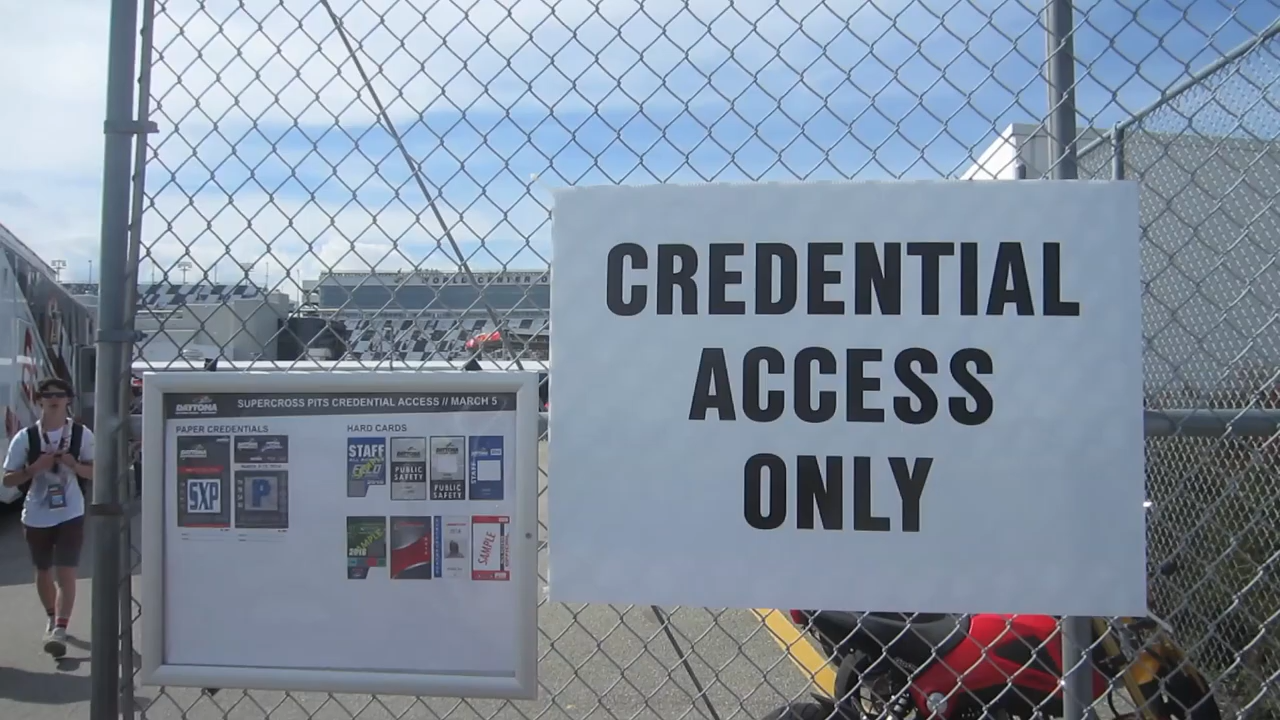 CREDENTIAL
ACCESS
ONLY
DAYTONA
SUPERCROSS PITS CREDENTIAL ACCESS // MARCH 5
PAPER CREDENTIALS
HARD CARDS
SXP
P
STAFF
PUBLIC
SAFETY
PUBLIC
SAFETY
STAFF
SAMPLE
2016
SAMPLE